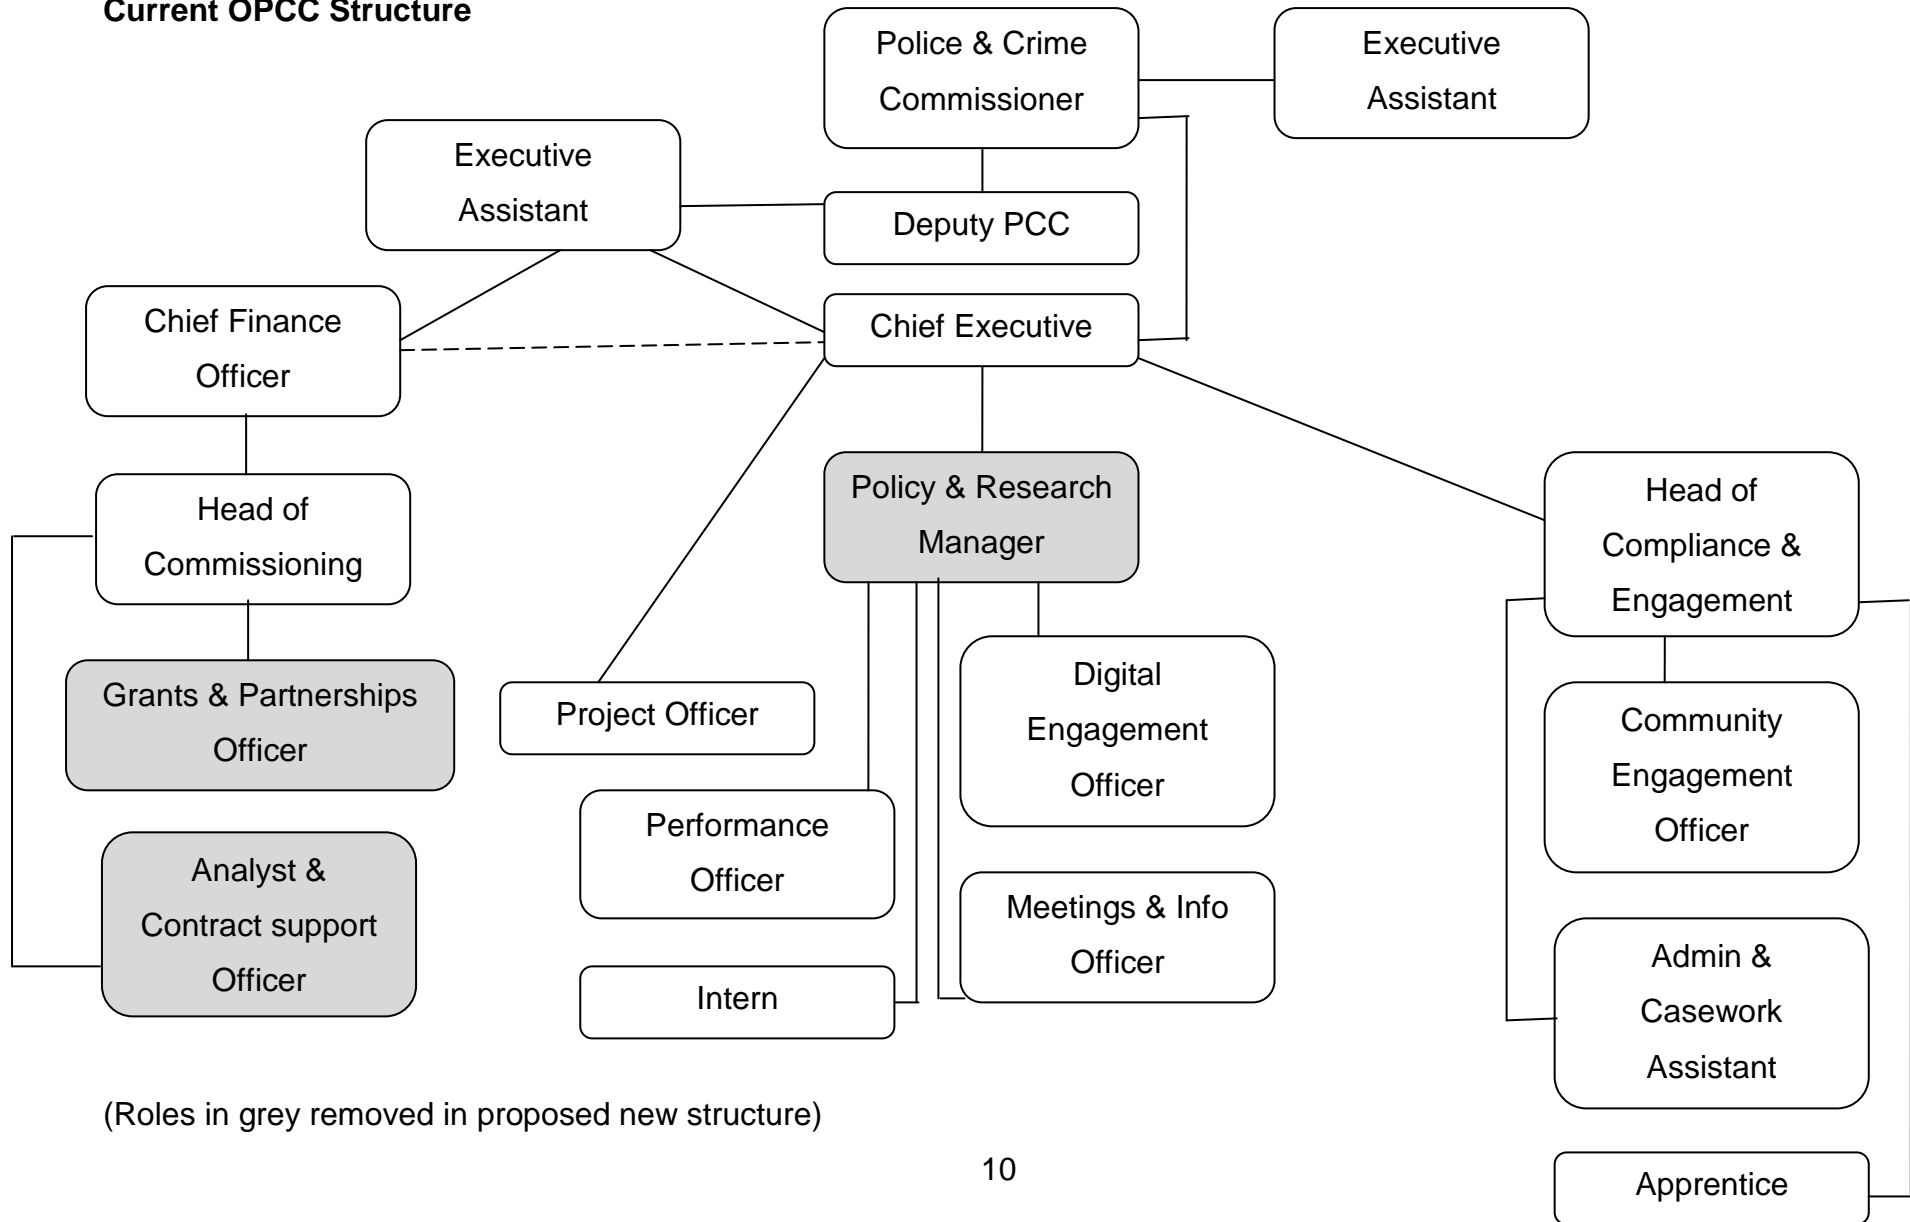 Current OPCC Structure
Police & Crime
Commissioner
Executive
Assistant
Executive
Assistant
Deputy PCC
Chief Finance
Officer
Chief Executive
Head of
Commissioning
Policy & Research
Manager
Head of
Compliance &
Engagement
Grants & Partnerships
Officer
Project Officer
Digital
Engagement
Officer
Community
Engagement
Officer
Performance
Officer
Analyst &
Contract support
Officer
Meetings & Info
Officer
Intern
Admin &
Casework
Assistant
Apprentice
(Roles in grey removed in proposed new structure)
10